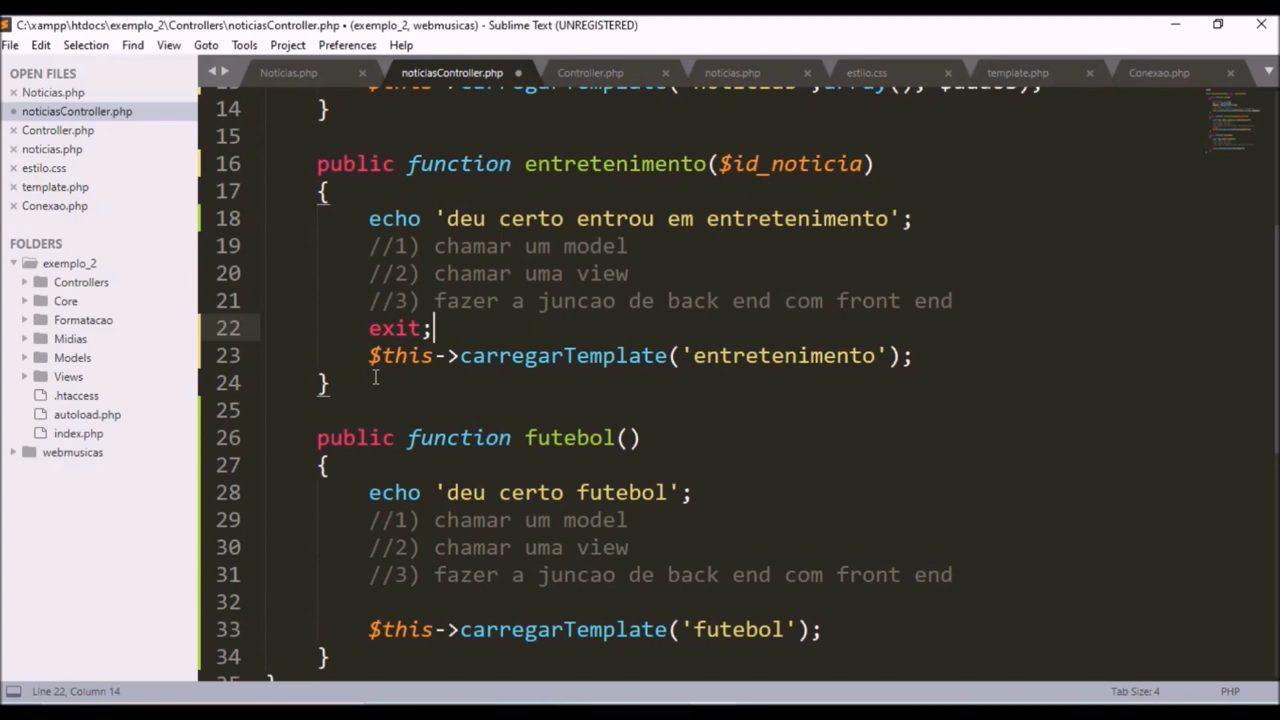 C:\xampp\htdocs\exemplo_2\Controllers\noticiasController.php • (exemplo_2, webmusicas) - Sublime Text (UNREGISTERED)
File Edit Selection Find View Goto Tools Project Preferences Help
OPEN FILES
Noticias.php
noticiasController.php
Controller.php
noticias.php
estilo.css
template.php
Conexao.php
FOLDERS
exemplo_2
Controllers
Core
Formatacao
Midias
Models
Views
.htaccess
autoload.php
index.php
webmusicas
Noticias.php noticiasController.php Controller.php noticias.php estilo.css template.php Conexao.php
14 }
15
16 public function entretenimento($id_noticia)
17 {
18 echo 'deu certo entrou em entretenimento';
19 //1) chamar um model
20 //2) chamar uma view
21 //3) fazer a juncao de back end com front end
22 exit;
23 $this->carregarTemplate('entretenimento');
24 }
25
26 public function futebol()
27 {
28 echo 'deu certo futebol';
29 //1) chamar um model
30 //2) chamar uma view
31 //3) fazer a juncao de back end com front end
32
33 $this->carregarTemplate('futebol');
34 }
Line 22, Column 14 Tab Size: 4 PHP